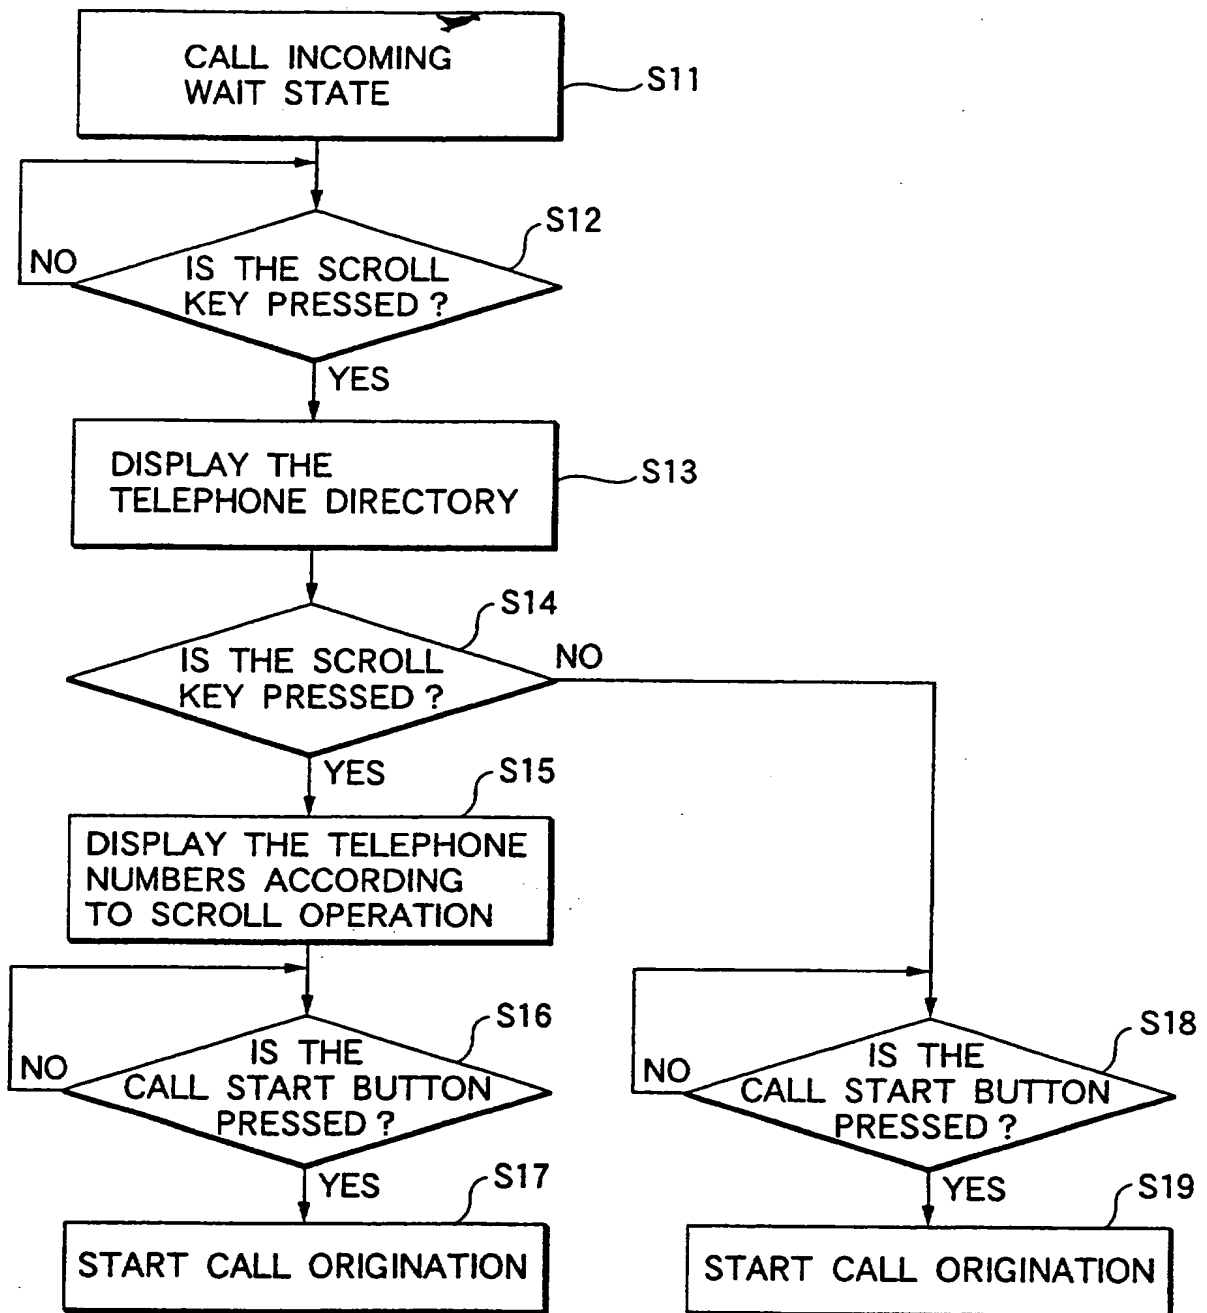 CALL INCOMING
WAIT STATE
S11
S12
NO
IS THE SCROLL
KEY PRESSED ?
YES
DISPLAY THE
TELEPHONE DIRECTORY
S13
S14
IS THE SCROLL
KEY PRESSED ?
NO
YES
S15
DISPLAY THE TELEPHONE
NUMBERS ACCORDING
TO SCROLL OPERATION
S16
NO
IS THE
CALL START BUTTON
PRESSED ?
YES
S17
START CALL ORIGINATION
S18
NO
IS THE
CALL START BUTTON
PRESSED ?
YES
S19
START CALL ORIGINATION